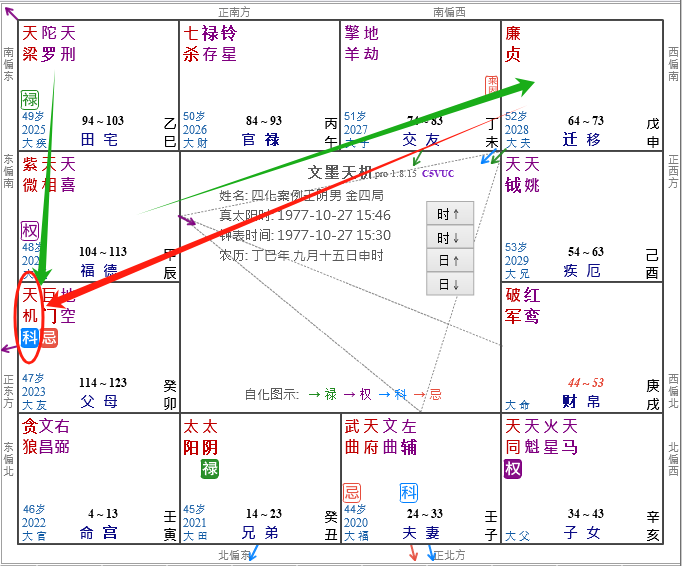 正南方
南偏西
南偏东
西偏南
天 陀 天
梁 罗 刑
禄
49岁
2025
大疾
94～103
田 宅
乙
巳
七 禄 铃
杀 存 星
50岁
2026
大财
84～93
官 禄
丙
午
擎 地
羊 劫
51岁
2027
大子
74～83
交 友
丁
未
廉
贞
52岁
2028
大夫
64～73
迁 移
戊
申
东偏南
正西方
紫 天 天
微 相 喜
权
48岁
104～113
福 德
辰
文墨天机 pro 1.8.15 C5VUC
姓名: 四化案例正阴男 金四局
真太阳时: 1977-10-27 15:46
钟表时间: 1977-10-27 15:30
农历: 丁巳年 九月十五日申时
时↑
时↓
日↑
日↓
天 天
钺 姚
53岁
2029
大兄
54～63
疾 厄
己
酉
天 巨 地
机 门 空
科 忌
47岁
2023
大友
114～123
父 母
癸
卯
自化图示: →禄 →权 →科 →忌
破 红
军 鸾
大命
44～53
财 帛
庚
戌
正东方
西偏北
贪 文 右
狼 昌 弼
46岁
2022
大官
4～13
命 宫
壬
寅
太 太
阳 阴
禄
45岁
2021
大田
14～23
兄 弟
癸
丑
武 天 文 左
曲 府 曲 辅
忌
科
44岁
2020
大福
24～33
夫 妻
壬
子
天 天 火 天
同 魁 星 马
权
大父
34～43
子 女
辛
亥
东偏北
北偏西
北偏东
正北方